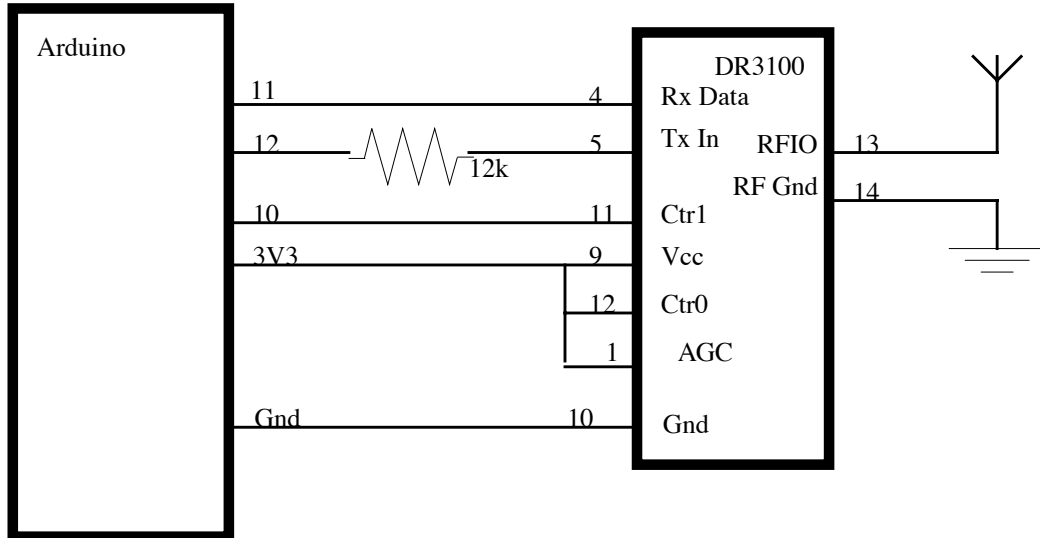 Arduino
DR3100
11
4
Rx Data
12
12k
5
Tx In
RFIO
13
RF Gnd
14
10
11
Ctr1
3V3
9
Vcc
12
Ctr0
1
AGC
Gnd
10
Gnd